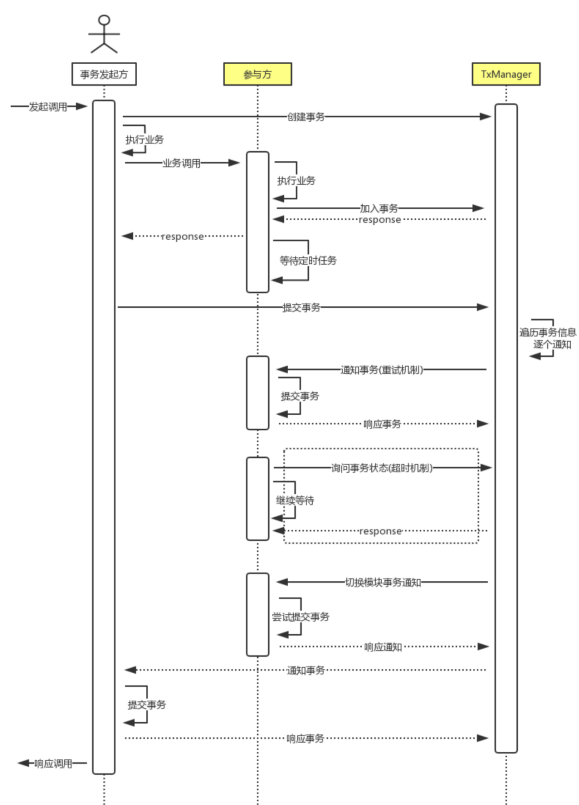 事务发起方
参与方
TxManager
发起调用
创建事务
执行业务
业务调用
执行业务
加入事务
response
response
等待定时任务
提交事务
遍历事务信息
逐个通知
通知事务(重试机制)
提交事务
响应事务
询问事务状态(超时机制)
继续等待
response
切换模块事务通知
尝试提交事务
响应通知
通知事务
提交事务
响应事务
响应调用